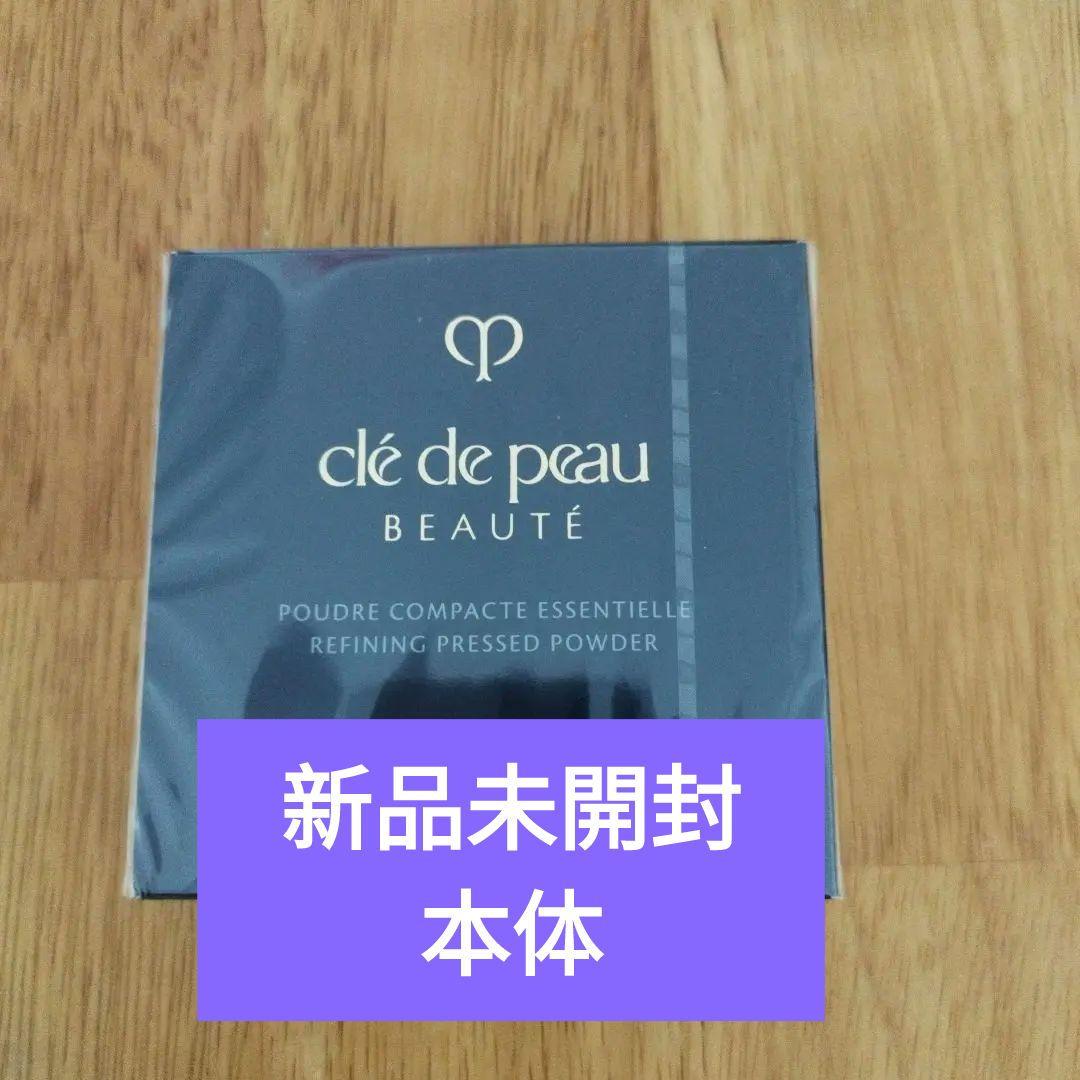 clé de peau
BEAUTÉ
POUDRE COMPACTE ESSENTIELLE
REFINING PRESSED POWDER
新品未開封
本体